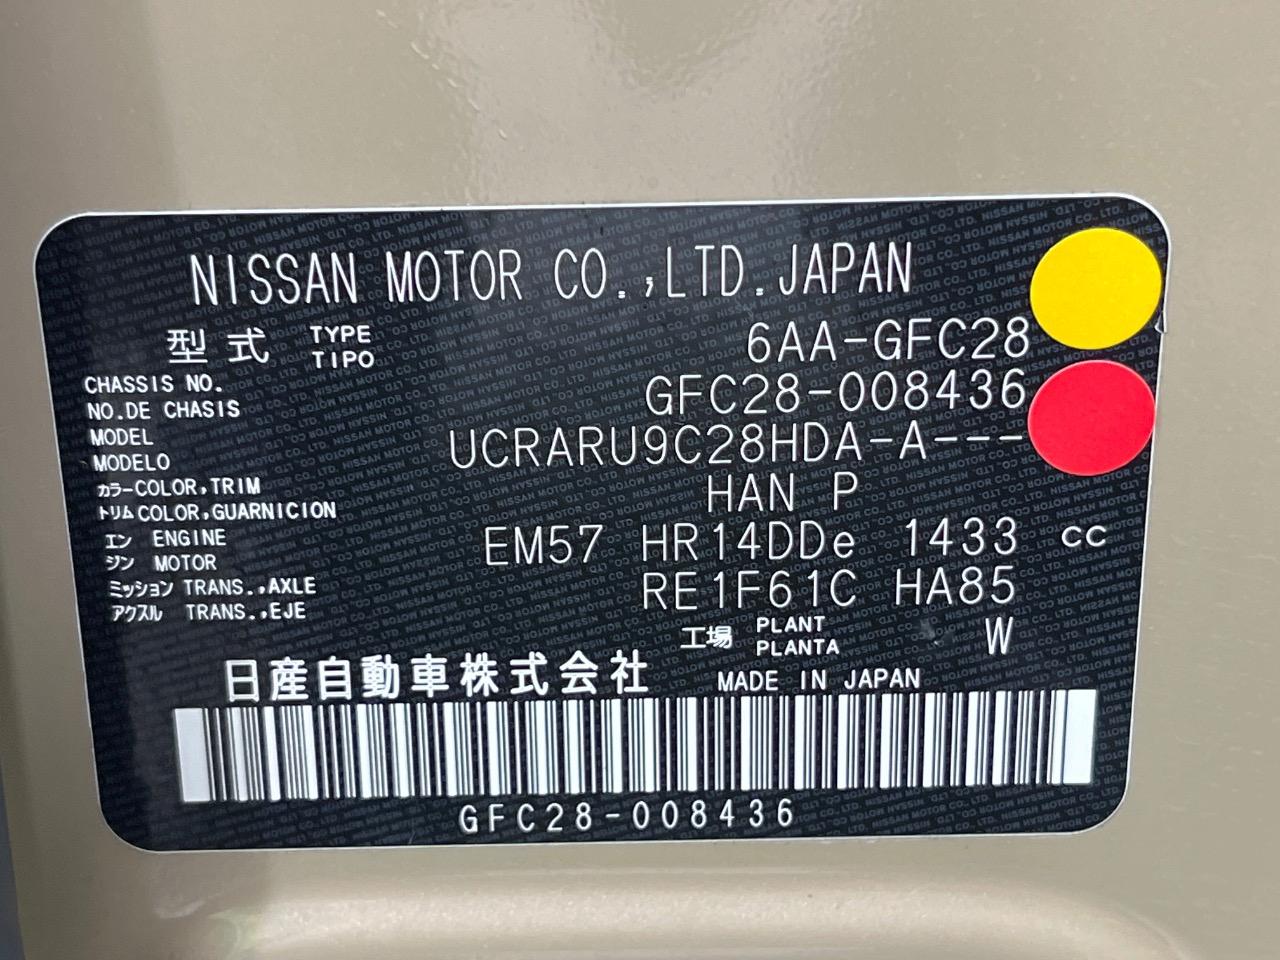 NISSAN MOTOR CO.,LTD.JAPAN
型式 TYPE TIPO 6AA-GFC28
CHASSIS NO. NO.DE CHASIS GFC28-008436
MODEL MODELO UCRARU9C28HDA-A---
カラー COLOR,TRIM HAN P
トリム COLOR,GUARNICION
エン ENGINE EM57 HR14DDe 1433 cc
ジン MOTOR
ミッション TRANS.,AXLE RE1F61C HA85
アクスル TRANS.,EJE
工場 PLANT PLANTA W
日産自動車株式会社 MADE IN JAPAN
GFC28-008436